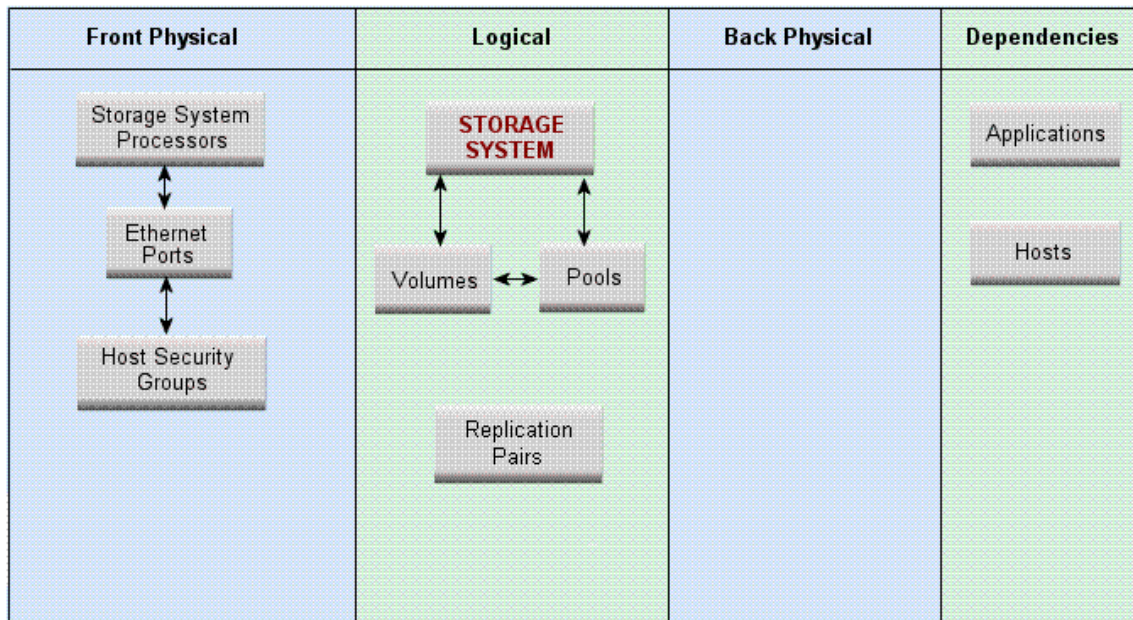 Front Physical
Logical
Back Physical
Dependencies
Storage System
Processors
Ethernet
Ports
Host Security
Groups
STORAGE
SYSTEM
Volumes
Pools
Replication
Pairs
Applications
Hosts